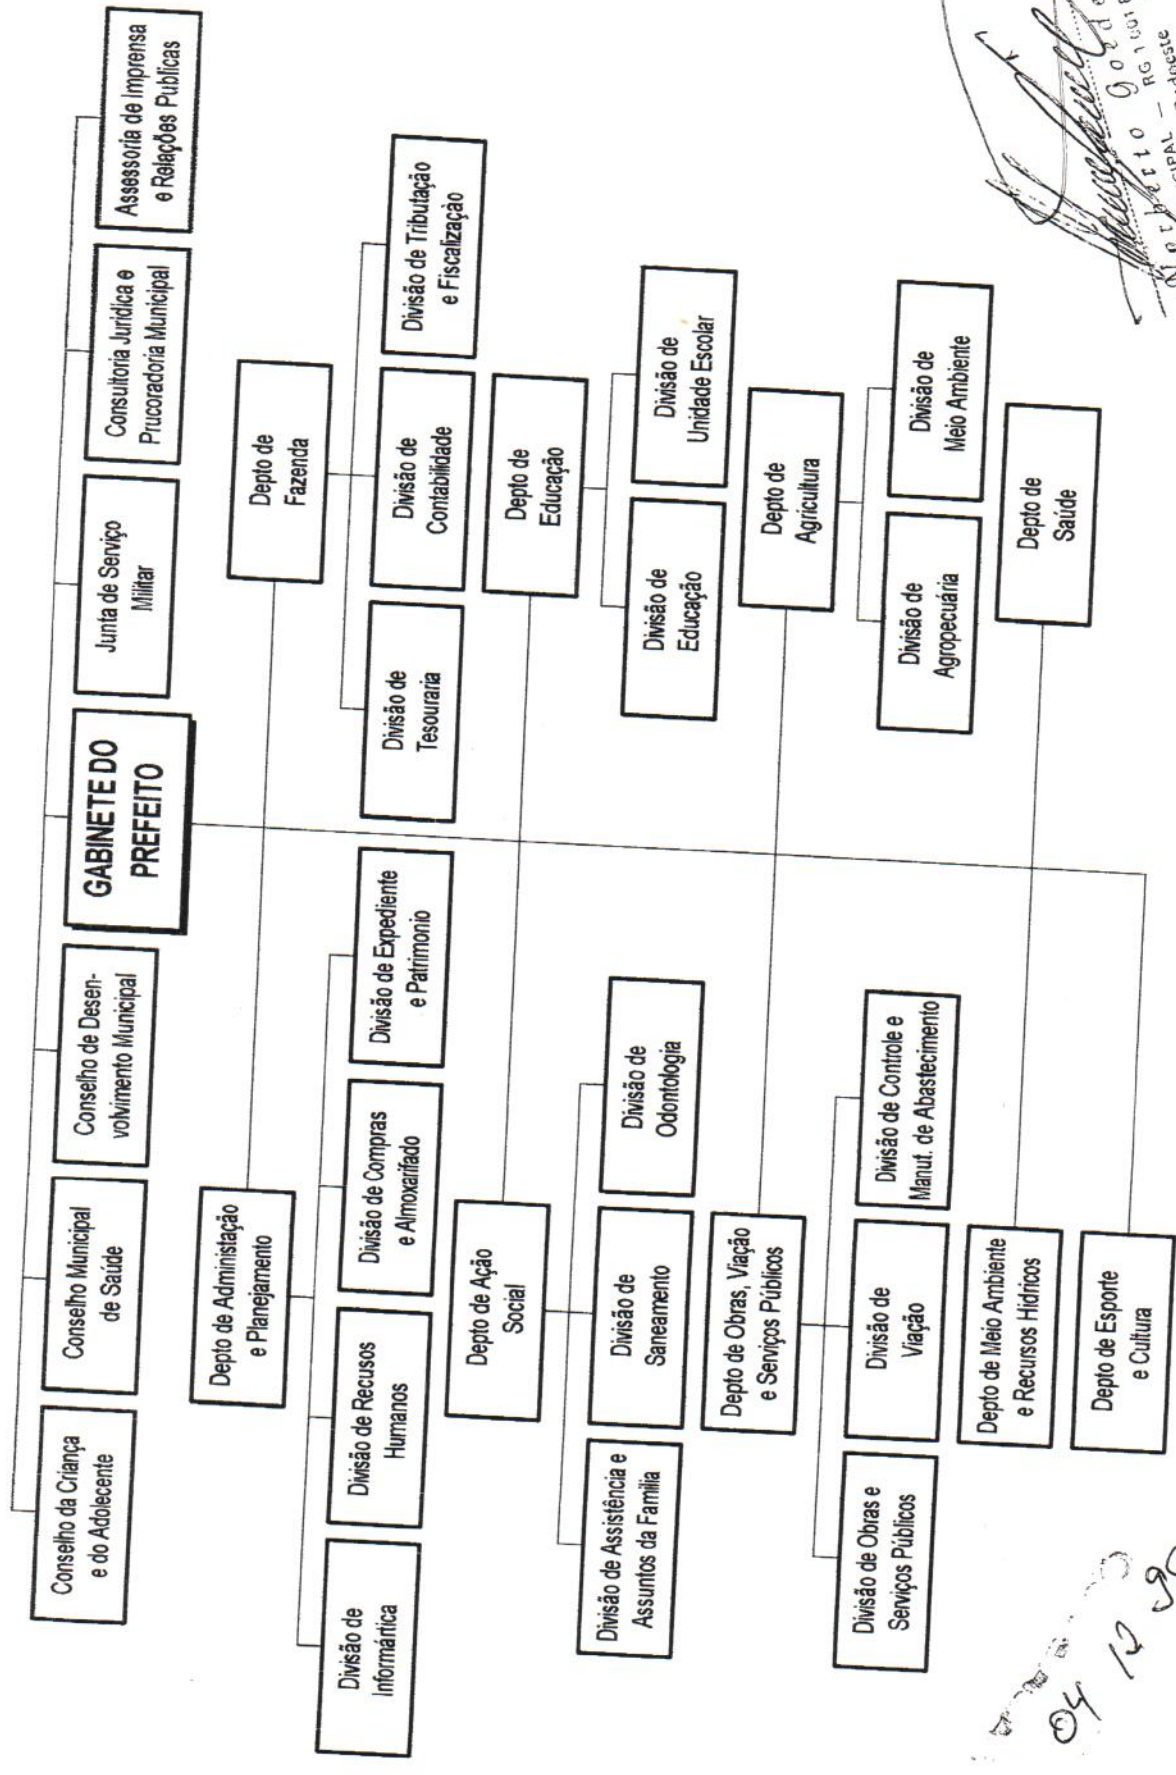 Conselho da Criança
e do Adolecente
Conselho Municipal
de Saúde
Conselho de Desen-
volvimento Municipal
GABINETE DO
PREFEITO
Junta de Serviço
Militar
Consultoria Jurídica e
Prucoradoria Municipal
Assessoria de Imprensa
e Relações Publicas
Depto de Administação
e Planejamento
Depto de
Fazenda
Divisão de
Informártica
Divisão de Recusos
Humanos
Divisão de Compras
e Almoxarifado
Divisão de Expediente
e Patrimonio
Divisão de
Tesouraria
Divisão de
Contabilidade
Divisão de Tributação
e Fiscalização
Depto de Ação
Social
Depto de
Educação
Divisão de Assistência e
Assuntos da Familia
Divisão de
Saneamento
Divisão de
Odontologia
Divisão de
Educação
Divisão de
Unidade Escolar
Depto de Obras, Viação
e Serviços Públicos
Depto de
Agricultura
Divisão de Obras e
Serviços Públicos
Divisão de
Viação
Divisão de Controle e
Manut. de Abastecimento
Divisão de
Agropecuária
Divisão de
Meio Ambiente
Depto de Meio Ambiente
e Recursos Hidricos
Depto de
Saúde
Depto de Esporte
e Cultura
04 12
RG